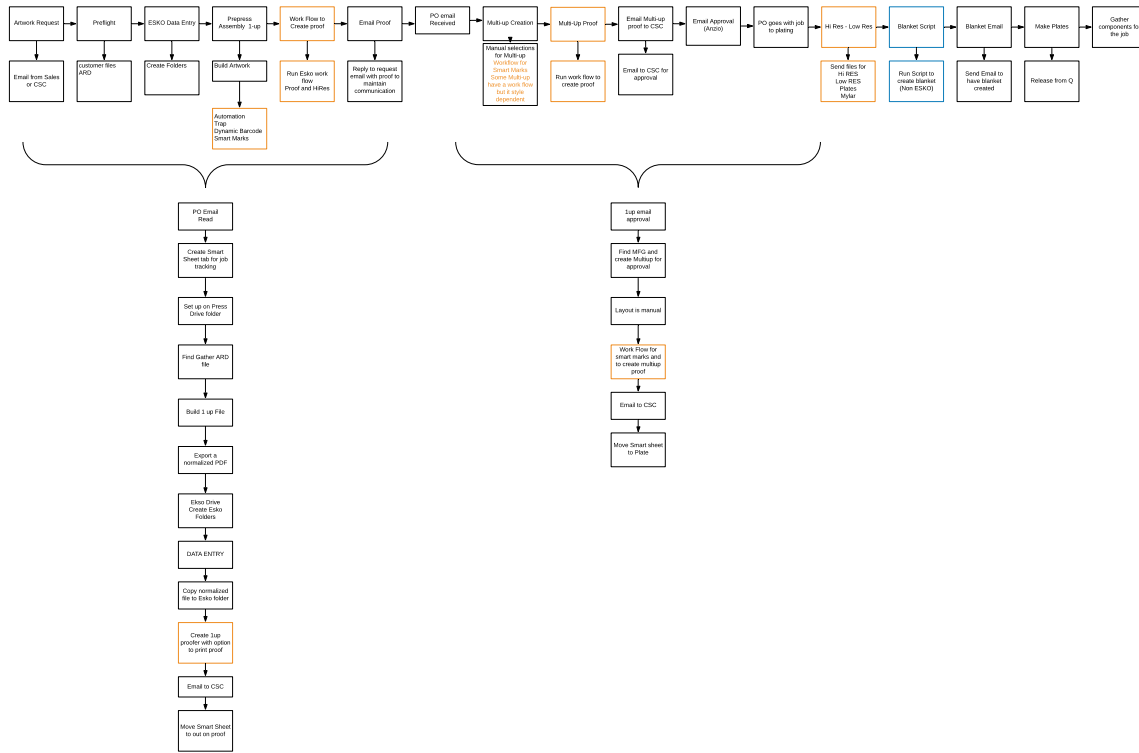 Artwork Request
Preflight
ESKO Data Entry
Prepress
Assembly 1-up
Work Flow to
Create proof
Email Proof
PO email
Received
Multi-up Creation
Multi-Up Proof
Email Multi-up
proof to CSC
Email Approval
(Anzio)
PO goes with job
to plating
Hi Res - Low Res
Blanket Script
Blanket Email
Make Plates
Gather
components for
the job
Email from Sales
or CSC
customer files
ARD
Create Folders
Build Artwork
Run Esko work
flow
Proof and HiRes
Reply to request
email with proof to
maintain
communication
Manual selections
for Multi-up
Workflow for
Smart Marks
Some Multi-up
have a work flow
but it style
dependent
Run work flow to
create proof
Email to CSC for
approval
Send files for
Hi RES
Low RES
Plates
Mylar
Run Script to
create blanket
(Non ESKO)
Send Email to
have blanket
created
Release from Q
Automation
Trap
Dynamic Barcode
Smart Marks
PO Email
Read
Create Smart
Sheet tab for job
tracking
Set up on Press
Drive folder
Find Gather ARD
file
Build 1 up File
Export a
normalized PDF
Ekso Drive
Create Esko
Folders
DATA ENTRY
Copy normalized
file to Esko folder
Create 1up
proofer with option
to print proof
Email to CSC
Move Smart Sheet
to out on proof
1up email
approval
Find MFG and
create Multiup for
approval
Layout is manual
Work Flow for
smart marks and
to create multiup
proof
Email to CSC
Move Smart sheet
to Plate